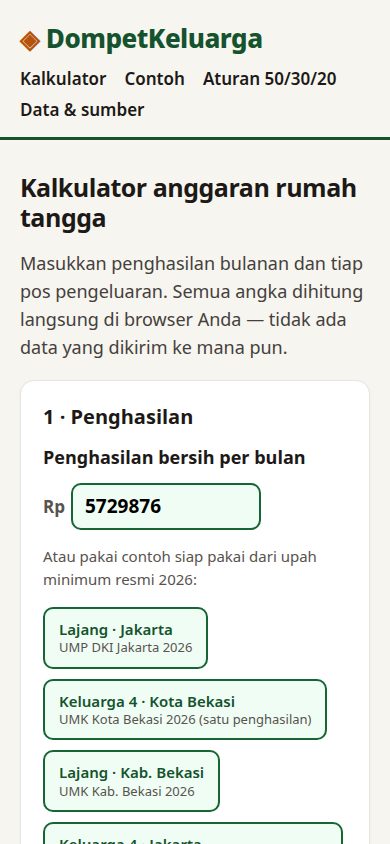 DompetKeluarga
Kalkulator Contoh Aturan 50/30/20
Data & sumber
Kalkulator anggaran rumah
tangga
Masukkan penghasilan bulanan dan tiap
pos pengeluaran. Semua angka dihitung
langsung di browser Anda — tidak ada
data yang dikirim ke mana pun.
1 · Penghasilan
Penghasilan bersih per bulan
Rp 5729876
Atau pakai contoh siap pakai dari upah
minimum resmi 2026:
Lajang · Jakarta
UMP DKI Jakarta 2026
Keluarga 4 · Kota Bekasi
UMK Kota Bekasi 2026 (satu penghasilan)
Lajang · Kab. Bekasi
UMK Kab. Bekasi 2026
Keluarga 4 · Jakarta